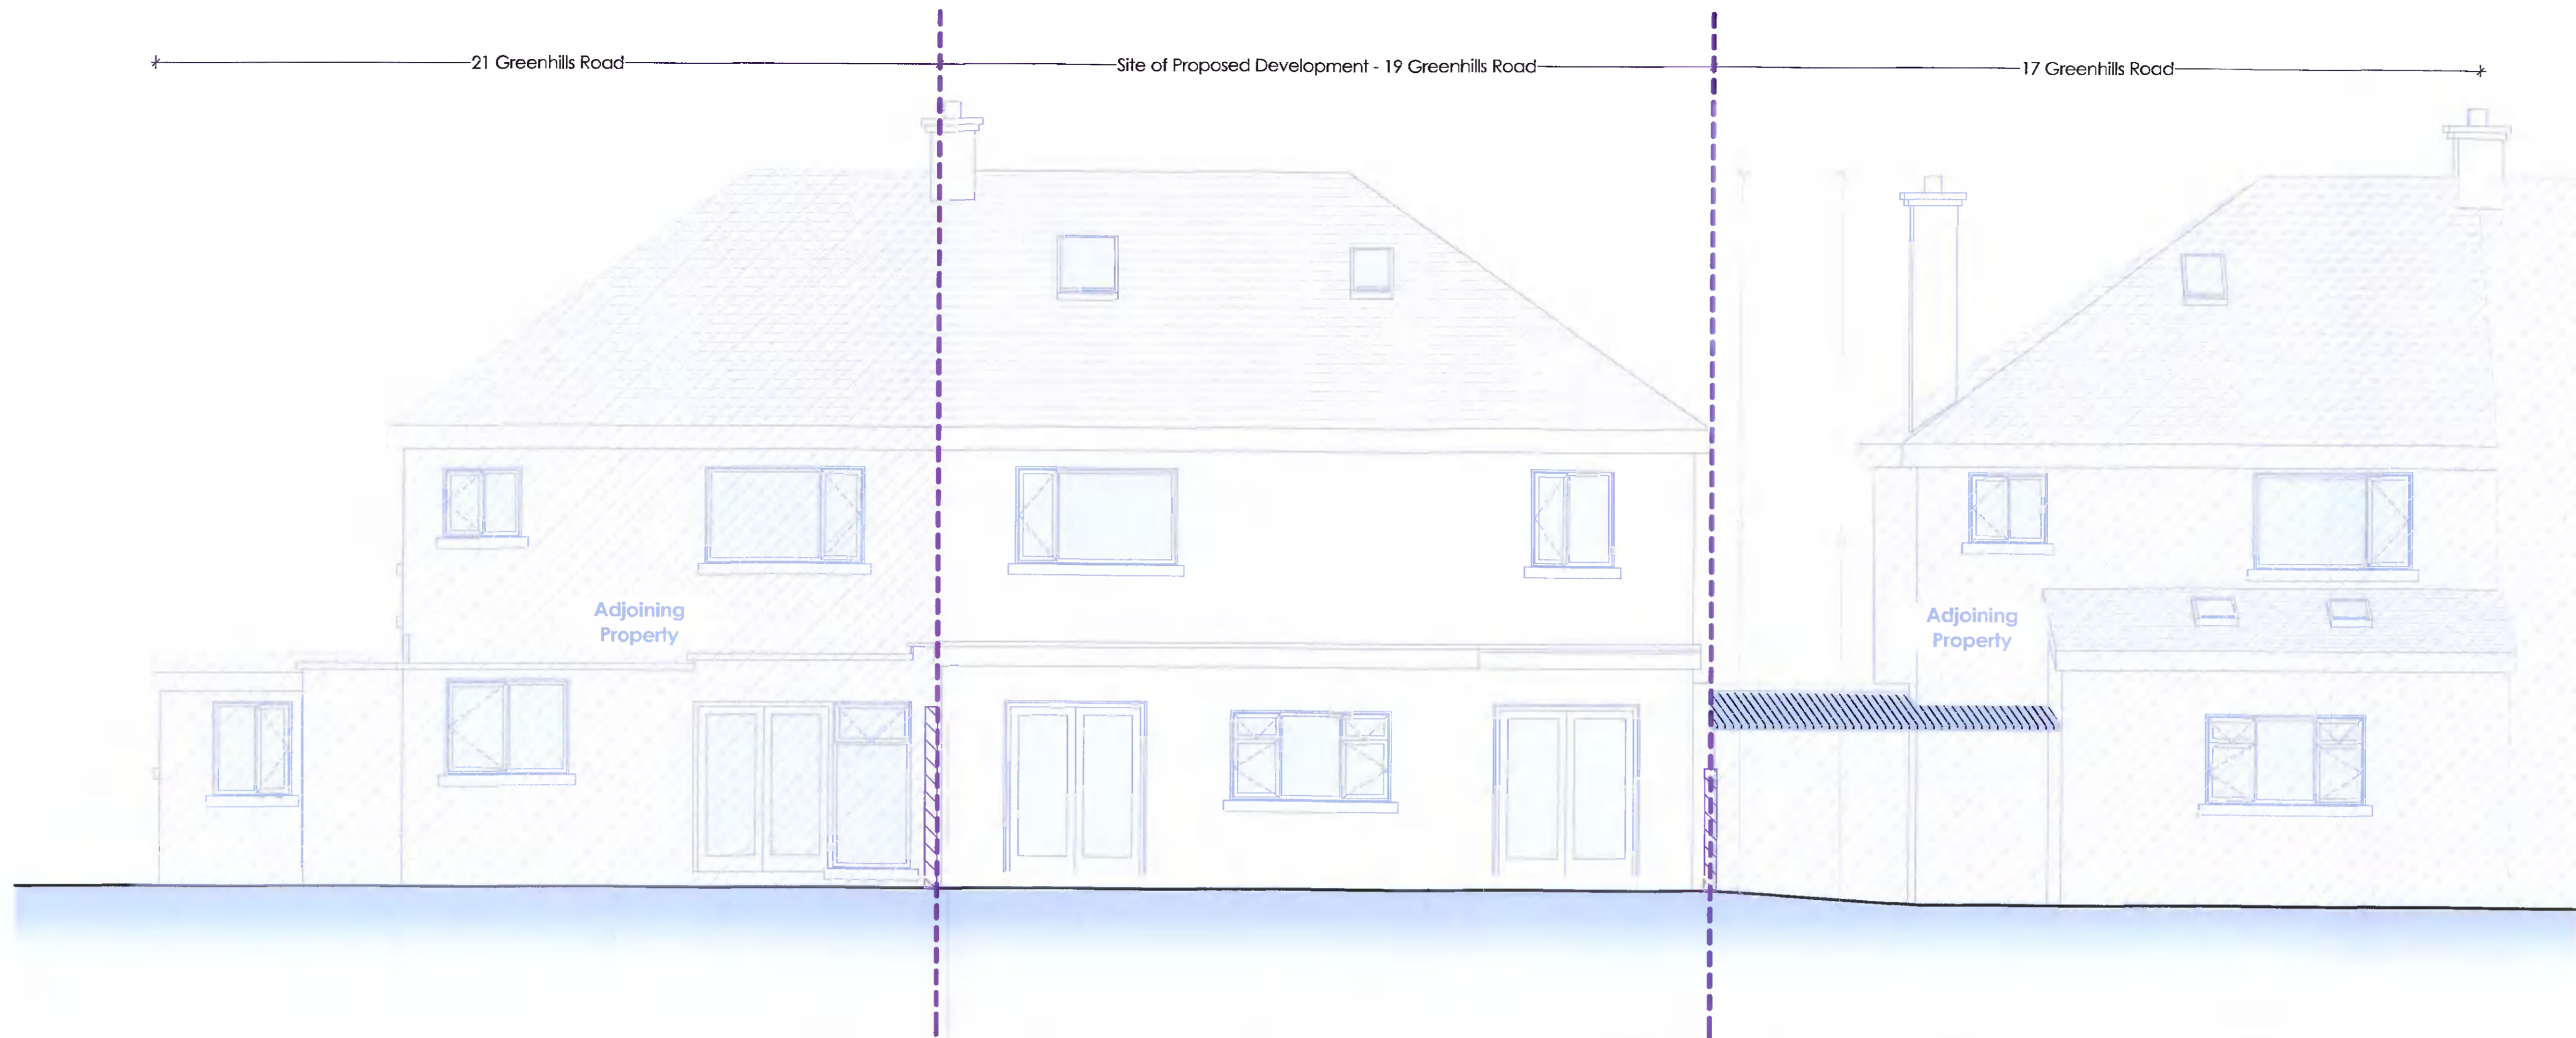 21 Greenhills Road
Site of Proposed Development - 19 Greenhills Road
17 Greenhills Road
Adjoining
Property
Adjoining
Property